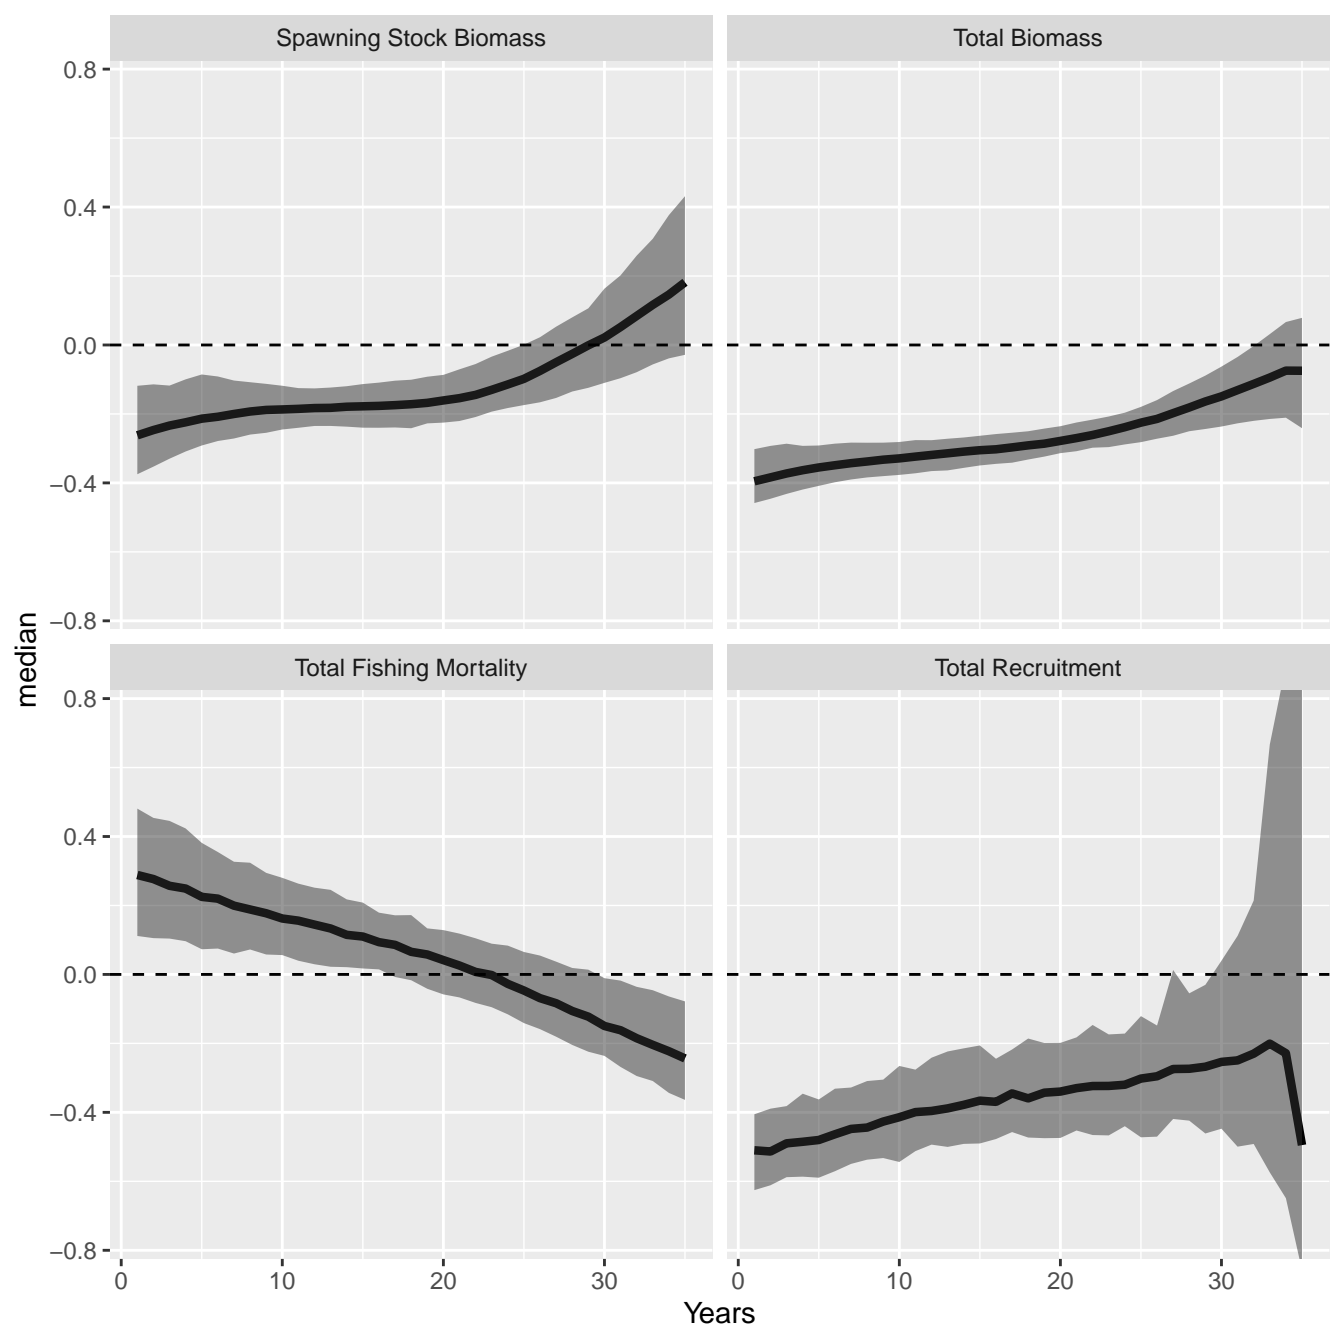 Spawning Stock Biomass
Total Biomass
0.8
0.4
0.0
−0.4
−0.8
median
Total Fishing Mortality
Total Recruitment
0.8
0.4
0.0
−0.4
−0.8
0 10 20 30
0 10 20 30
Years